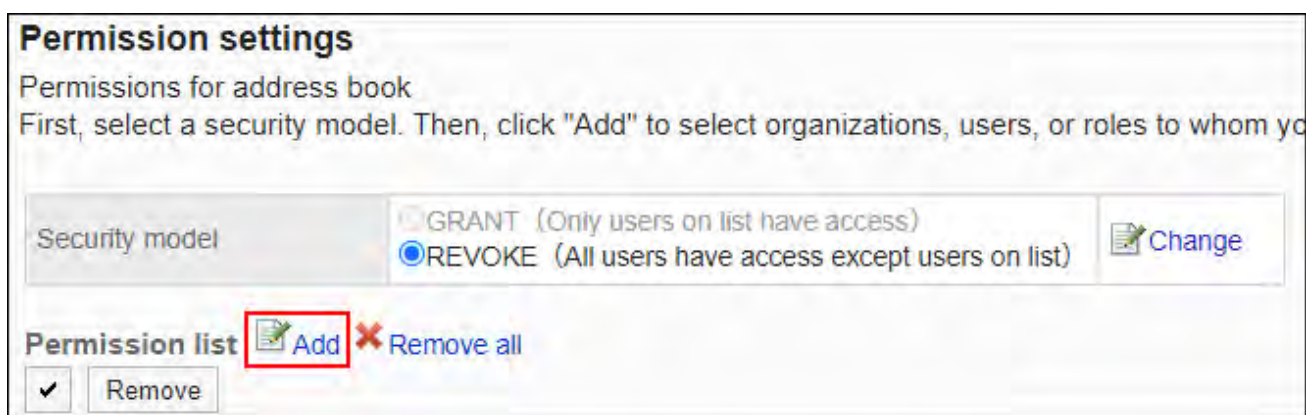 Permission settings
Permissions for address book
First, select a security model. Then, click "Add" to select organizations, users, or roles to whom yo
Security model
GRANT (Only users on list have access)
REVOKE (All users have access except users on list)
Change
Permission list Add Remove all
Remove